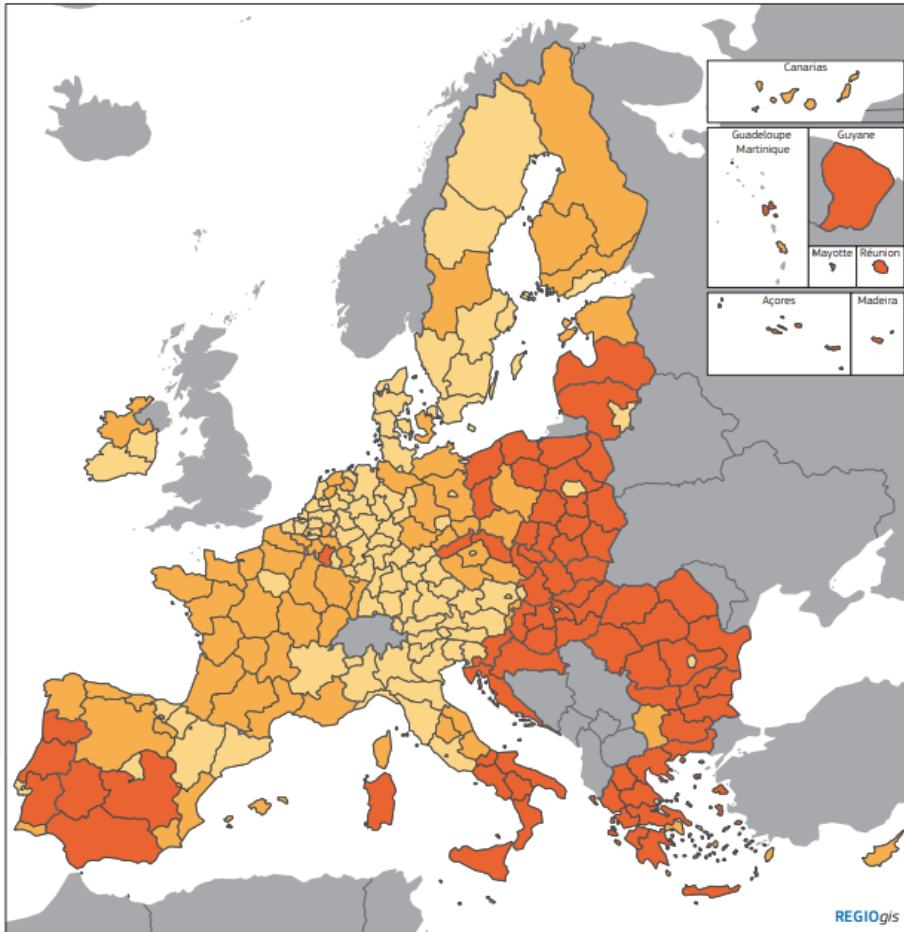 Canarias
Guadeloupe
Martinique
Guyane
Mayotte
Réunion
Açores
Madeira
REGIOgis